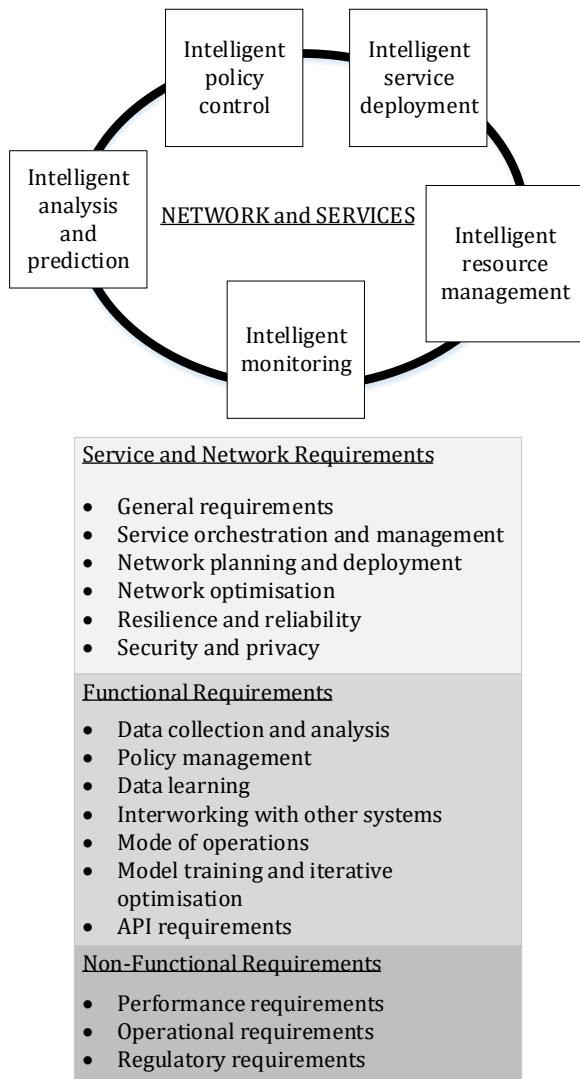 Intelligent
policy
control
Intelligent
service
deployment
Intelligent
analysis
and
prediction
NETWORK and SERVICES
Intelligent
resource
management
Intelligent
monitoring
Service and Network Requirements
• General requirements
• Service orchestration and management
• Network planning and deployment
• Network optimisation
• Resilience and reliability
• Security and privacy
Functional Requirements
• Data collection and analysis
• Policy management
• Data learning
• Interworking with other systems
• Mode of operations
• Model training and iterative
optimisation
• API requirements
Non-Functional Requirements
• Performance requirements
• Operational requirements
• Regulatory requirements